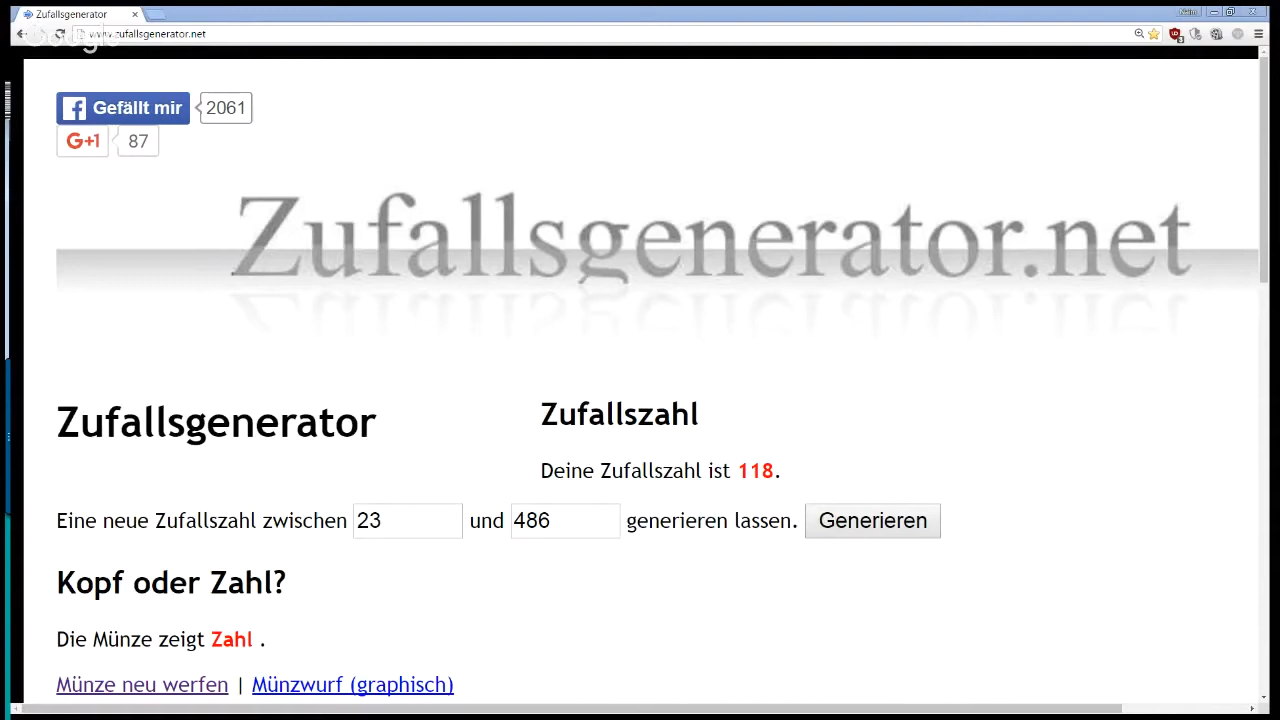 Zufallsgenerator
Naim
www.zufallsgenerator.net
Google
Gefällt mir 2061
G+1 87
Zufallsgenerator.net
Zufallsgenerator
Zufallszahl
Deine Zufallszahl ist 118.
Eine neue Zufallszahl zwischen 23 und 486 generieren lassen. Generieren
Kopf oder Zahl?
Die Münze zeigt Zahl .
Münze neu werfen | Münzwurf (graphisch)